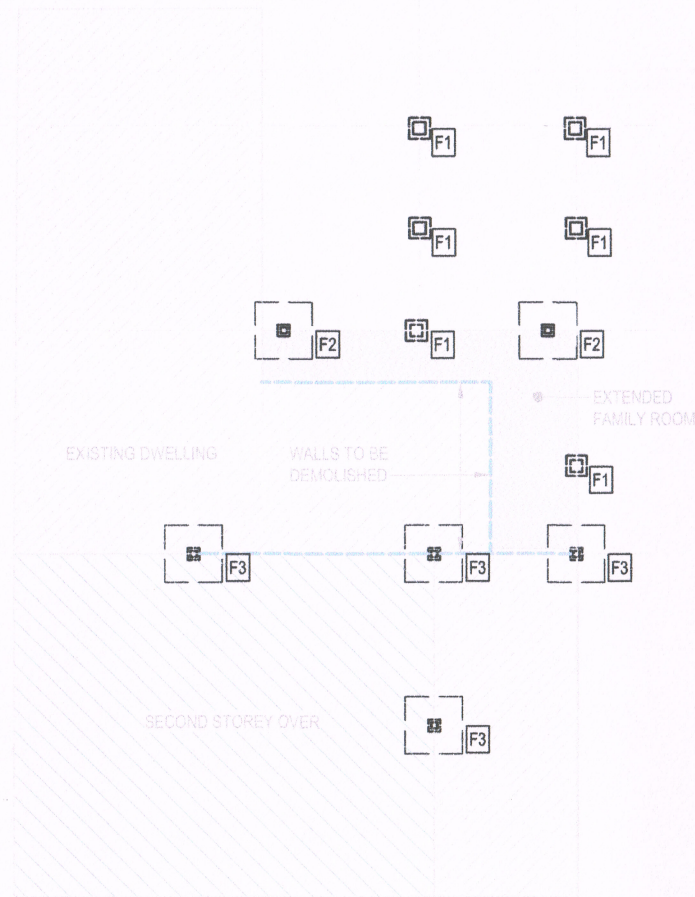 F1
F1
F1
F1
F2
F1
F2
EXTENDED
FAMILY ROOM
EXISTING DWELLING
WALLS TO BE
DEMOLISHED
F1
F3
F3
F3
SECOND STOREY OVER
F3